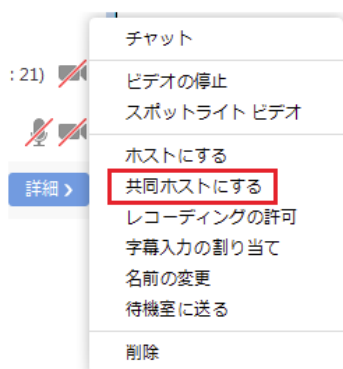 チャット
: 21)
ビデオの停止
スポットライト ビデオ
ホストにする
詳細 >
共同ホストにする
レコーディングの許可
字幕入力の割り当て
名前の変更
待機室に送る
削除